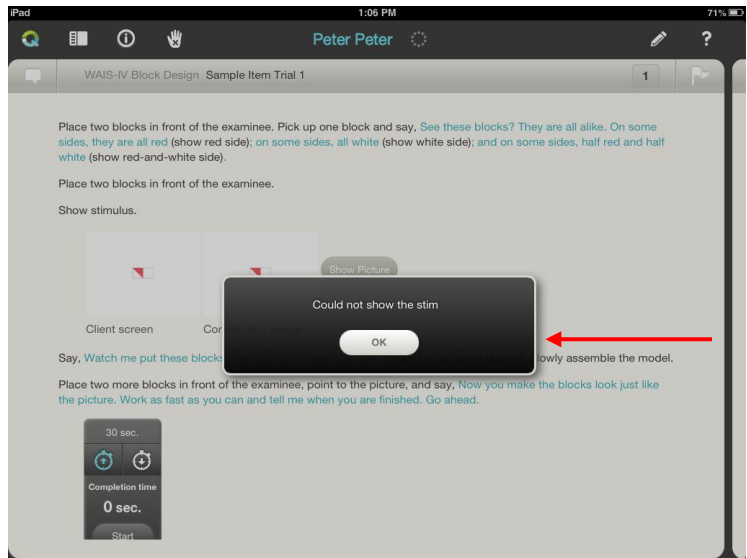 iPad 1:06 PM 71%
Peter Peter ?
WAIS-IV Block Design Sample Item Trial 1 1
Place two blocks in front of the examinee. Pick up one block and say, See these blocks? They are all alike. On some
sides, they are all red (show red side); on some sides, all white (show white side); and on some sides, half red and half
white (show red-and-white side).
Place two blocks in front of the examinee.
Show stimulus.
Show Picture
Could not show the stim
Client screen
OK
Say, Watch me put these blocks lowly assemble the model.
Place two more blocks in front of the examinee, point to the picture, and say, Now you make the blocks look just like
the picture. Work as fast as you can and tell me when you are finished. Go ahead.
30 sec.
Completion time
0 sec.
Start